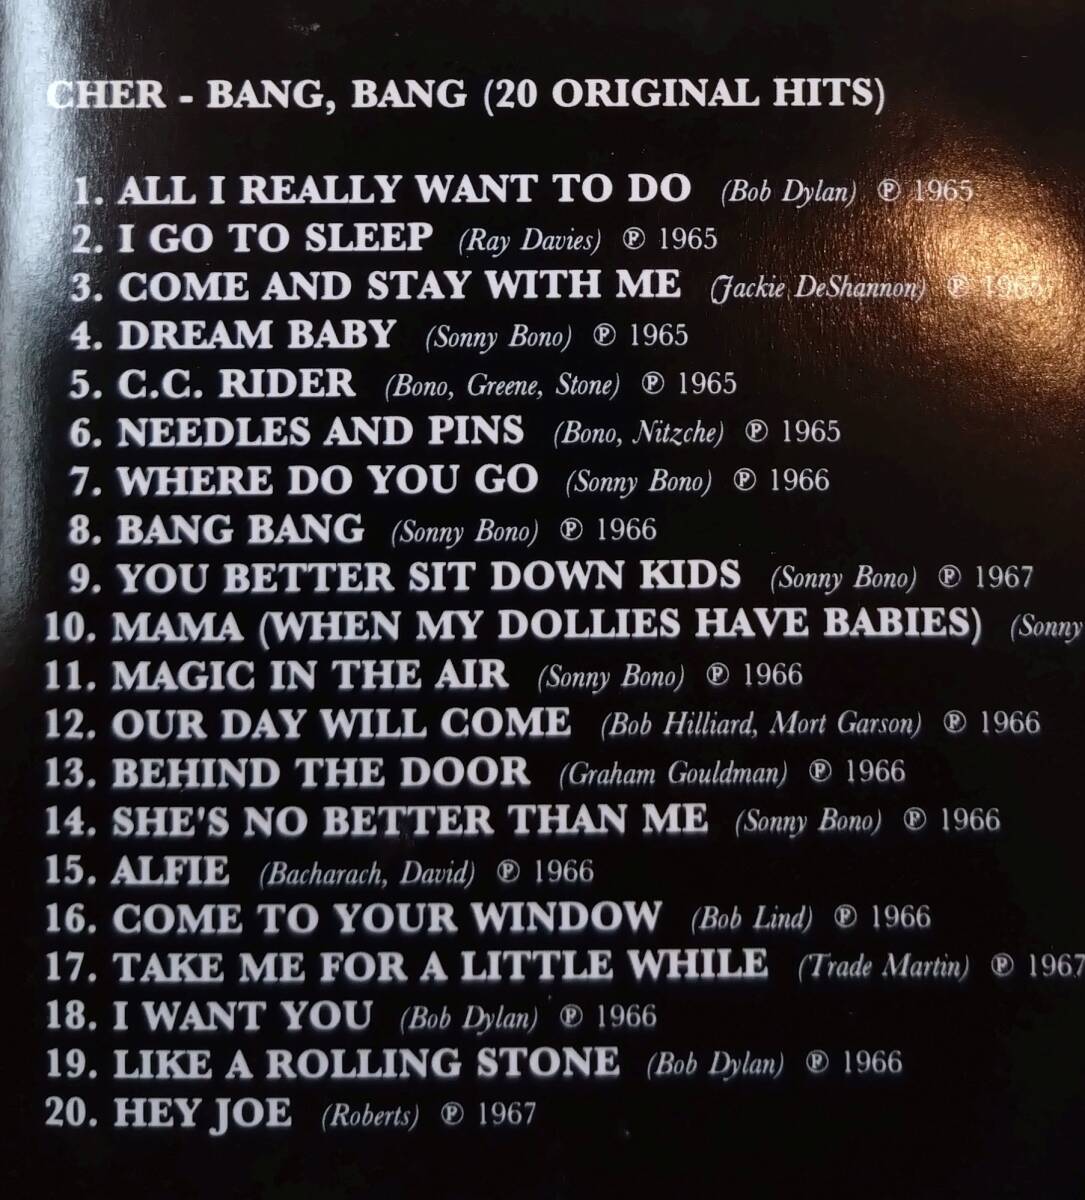 CHER - BANG, BANG (20 ORIGINAL HITS)
1. ALL I REALLY WANT TO DO (Bob Dylan) ℗ 1965
2. I GO TO SLEEP (Ray Davies) ℗ 1965
3. COME AND STAY WITH ME (Jackie DeShannon) ℗ 1965
4. DREAM BABY (Sonny Bono) ℗ 1965
5. C.C. RIDER (Bono, Greene, Stone) ℗ 1965
6. NEEDLES AND PINS (Bono, Nitzche) ℗ 1965
7. WHERE DO YOU GO (Sonny Bono) ℗ 1966
8. BANG BANG (Sonny Bono) ℗ 1966
9. YOU BETTER SIT DOWN KIDS (Sonny Bono) ℗ 1967
10. MAMA (WHEN MY DOLLIES HAVE BABIES) (Sonny
11. MAGIC IN THE AIR (Sonny Bono) ℗ 1966
12. OUR DAY WILL COME (Bob Hilliard, Mort Garson) ℗ 1966
13. BEHIND THE DOOR (Graham Gouldman) ℗ 1966
14. SHE'S NO BETTER THAN ME (Sonny Bono) ℗ 1966
15. ALFIE (Bacharach, David) ℗ 1966
16. COME TO YOUR WINDOW (Bob Lind) ℗ 1966
17. TAKE ME FOR A LITTLE WHILE (Trade Martin) ℗ 1967
18. I WANT YOU (Bob Dylan) ℗ 1966
19. LIKE A ROLLING STONE (Bob Dylan) ℗ 1966
20. HEY JOE (Roberts) ℗ 1967